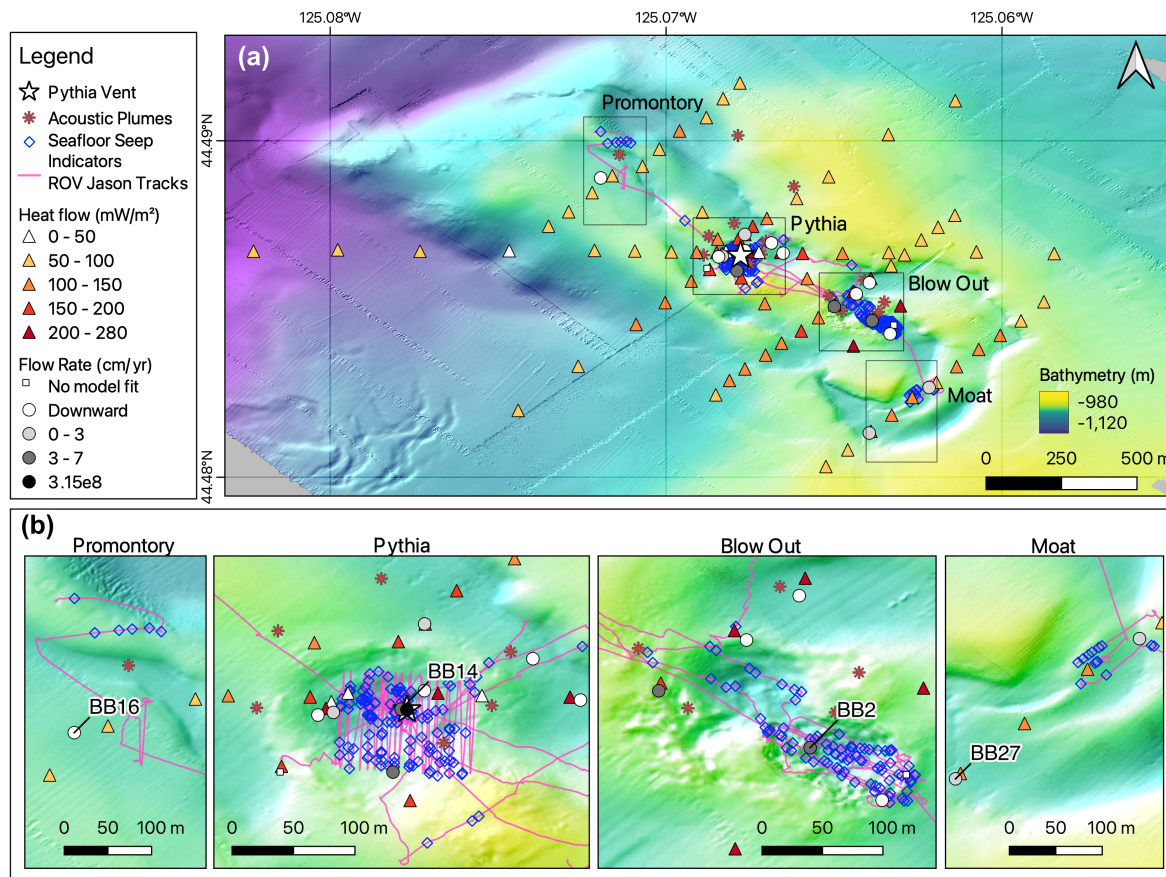 125.08°W
125.07°W
125.06°W
Legend
Pythia Vent
Acoustic Plumes
Seafloor Seep
Indicators
ROV Jason Tracks
Heat flow (mW/m²)
0 - 50
50 - 100
100 - 150
150 - 200
200 - 280
Flow Rate (cm/yr)
No model fit
Downward
0 - 3
3 - 7
3.15e8
(a)
44.49°N
44.48°N
Promontory
Pythia
Blow Out
Moat
Bathymetry (m)
-980
-1,120
0 250 500 m
(b)
Promontory
BB16
0 50 100 m
Pythia
BB14
0 50 100 m
Blow Out
BB2
0 50 100 m
Moat
BB27
0 50 100 m